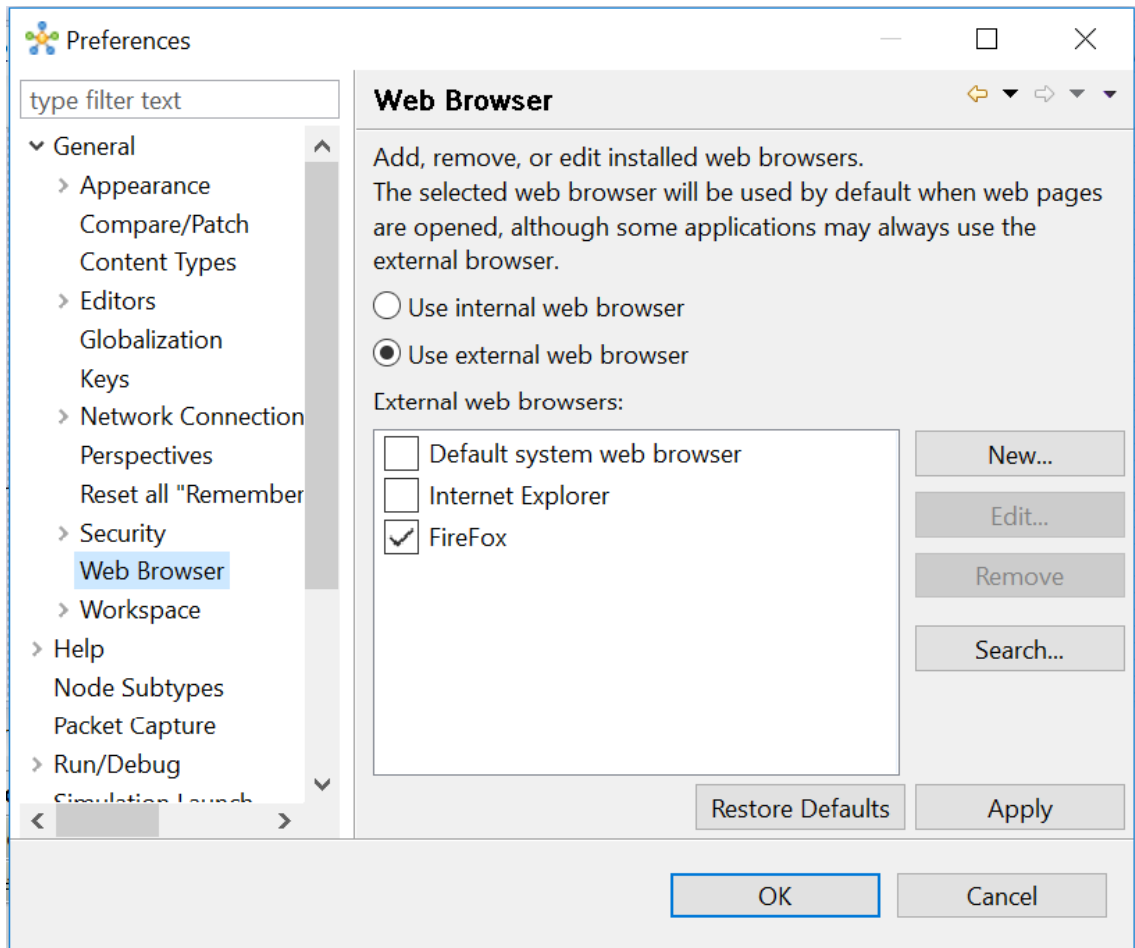 Preferences
type filter text
General
Appearance
Compare/Patch
Content Types
Editors
Globalization
Keys
Network Connection
Perspectives
Reset all "Remember
Security
Web Browser
Workspace
Help
Node Subtypes
Packet Capture
Run/Debug
Simulation Launch
Web Browser
Add, remove, or edit installed web browsers.
The selected web browser will be used by default when web pages
are opened, although some applications may always use the
external browser.
Use internal web browser
Use external web browser
External web browsers:
Default system web browser
Internet Explorer
FireFox
New...
Edit...
Remove
Search...
Restore Defaults
Apply
OK
Cancel